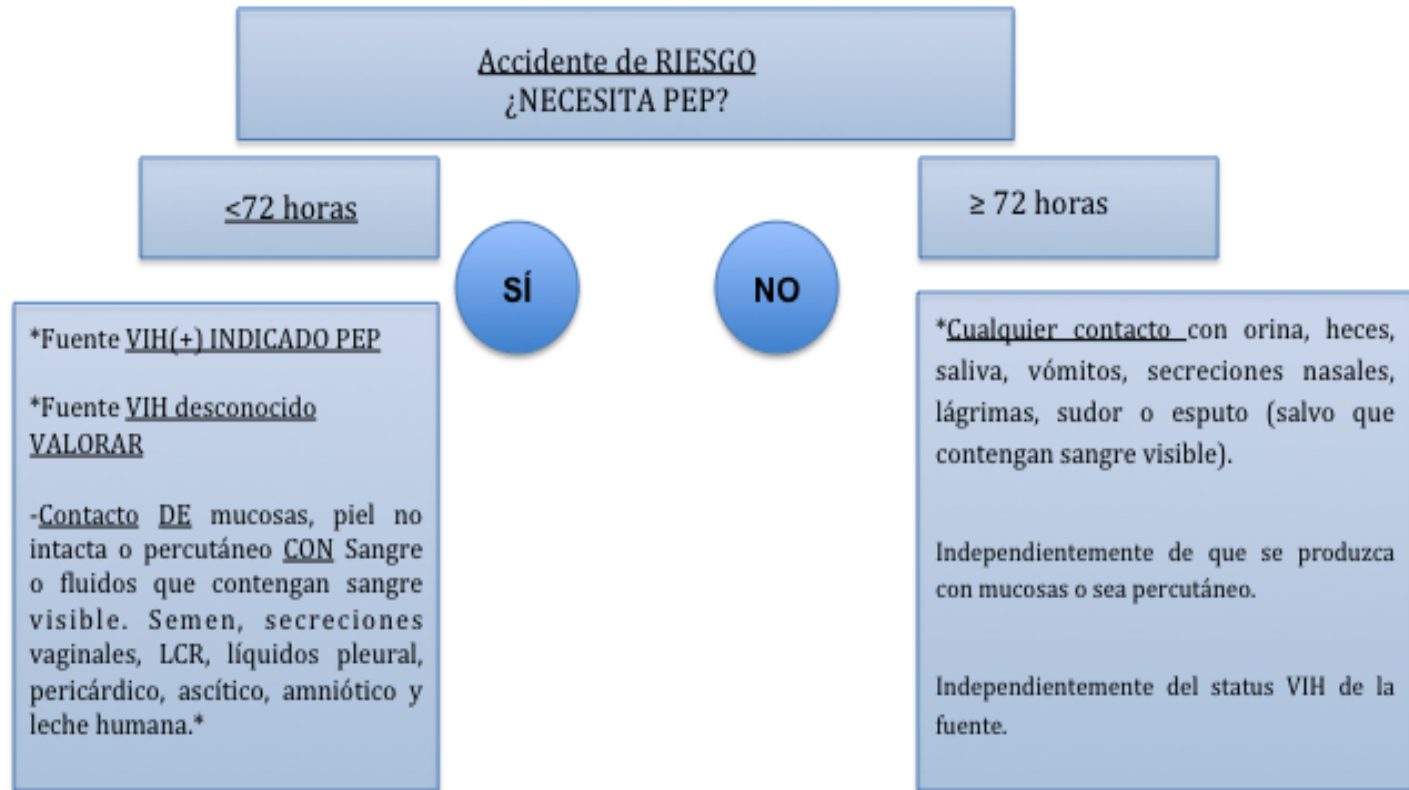 Accidente de RIESGO
¿NECESITA PEP?
<72 horas
SÍ
NO
≥ 72 horas
*Fuente VIH(+) INDICADO PEP
*Fuente VIH desconocido
VALORAR
-Contacto DE mucosas, piel no
intacta o percutáneo CON Sangre
o fluidos que contengan sangre
visible. Semen, secreciones
vaginales, LCR, líquidos pleural,
pericárdico, ascítico, amniótico y
leche humana.*
*Cualquier contacto con orina, heces,
saliva, vómitos, secreciones nasales,
lágrimas, sudor o esputo (salvo que
contengan sangre visible).
Independientemente de que se produzca
con mucosas o sea percutáneo.
Independientemente del status VIH de la
fuente.